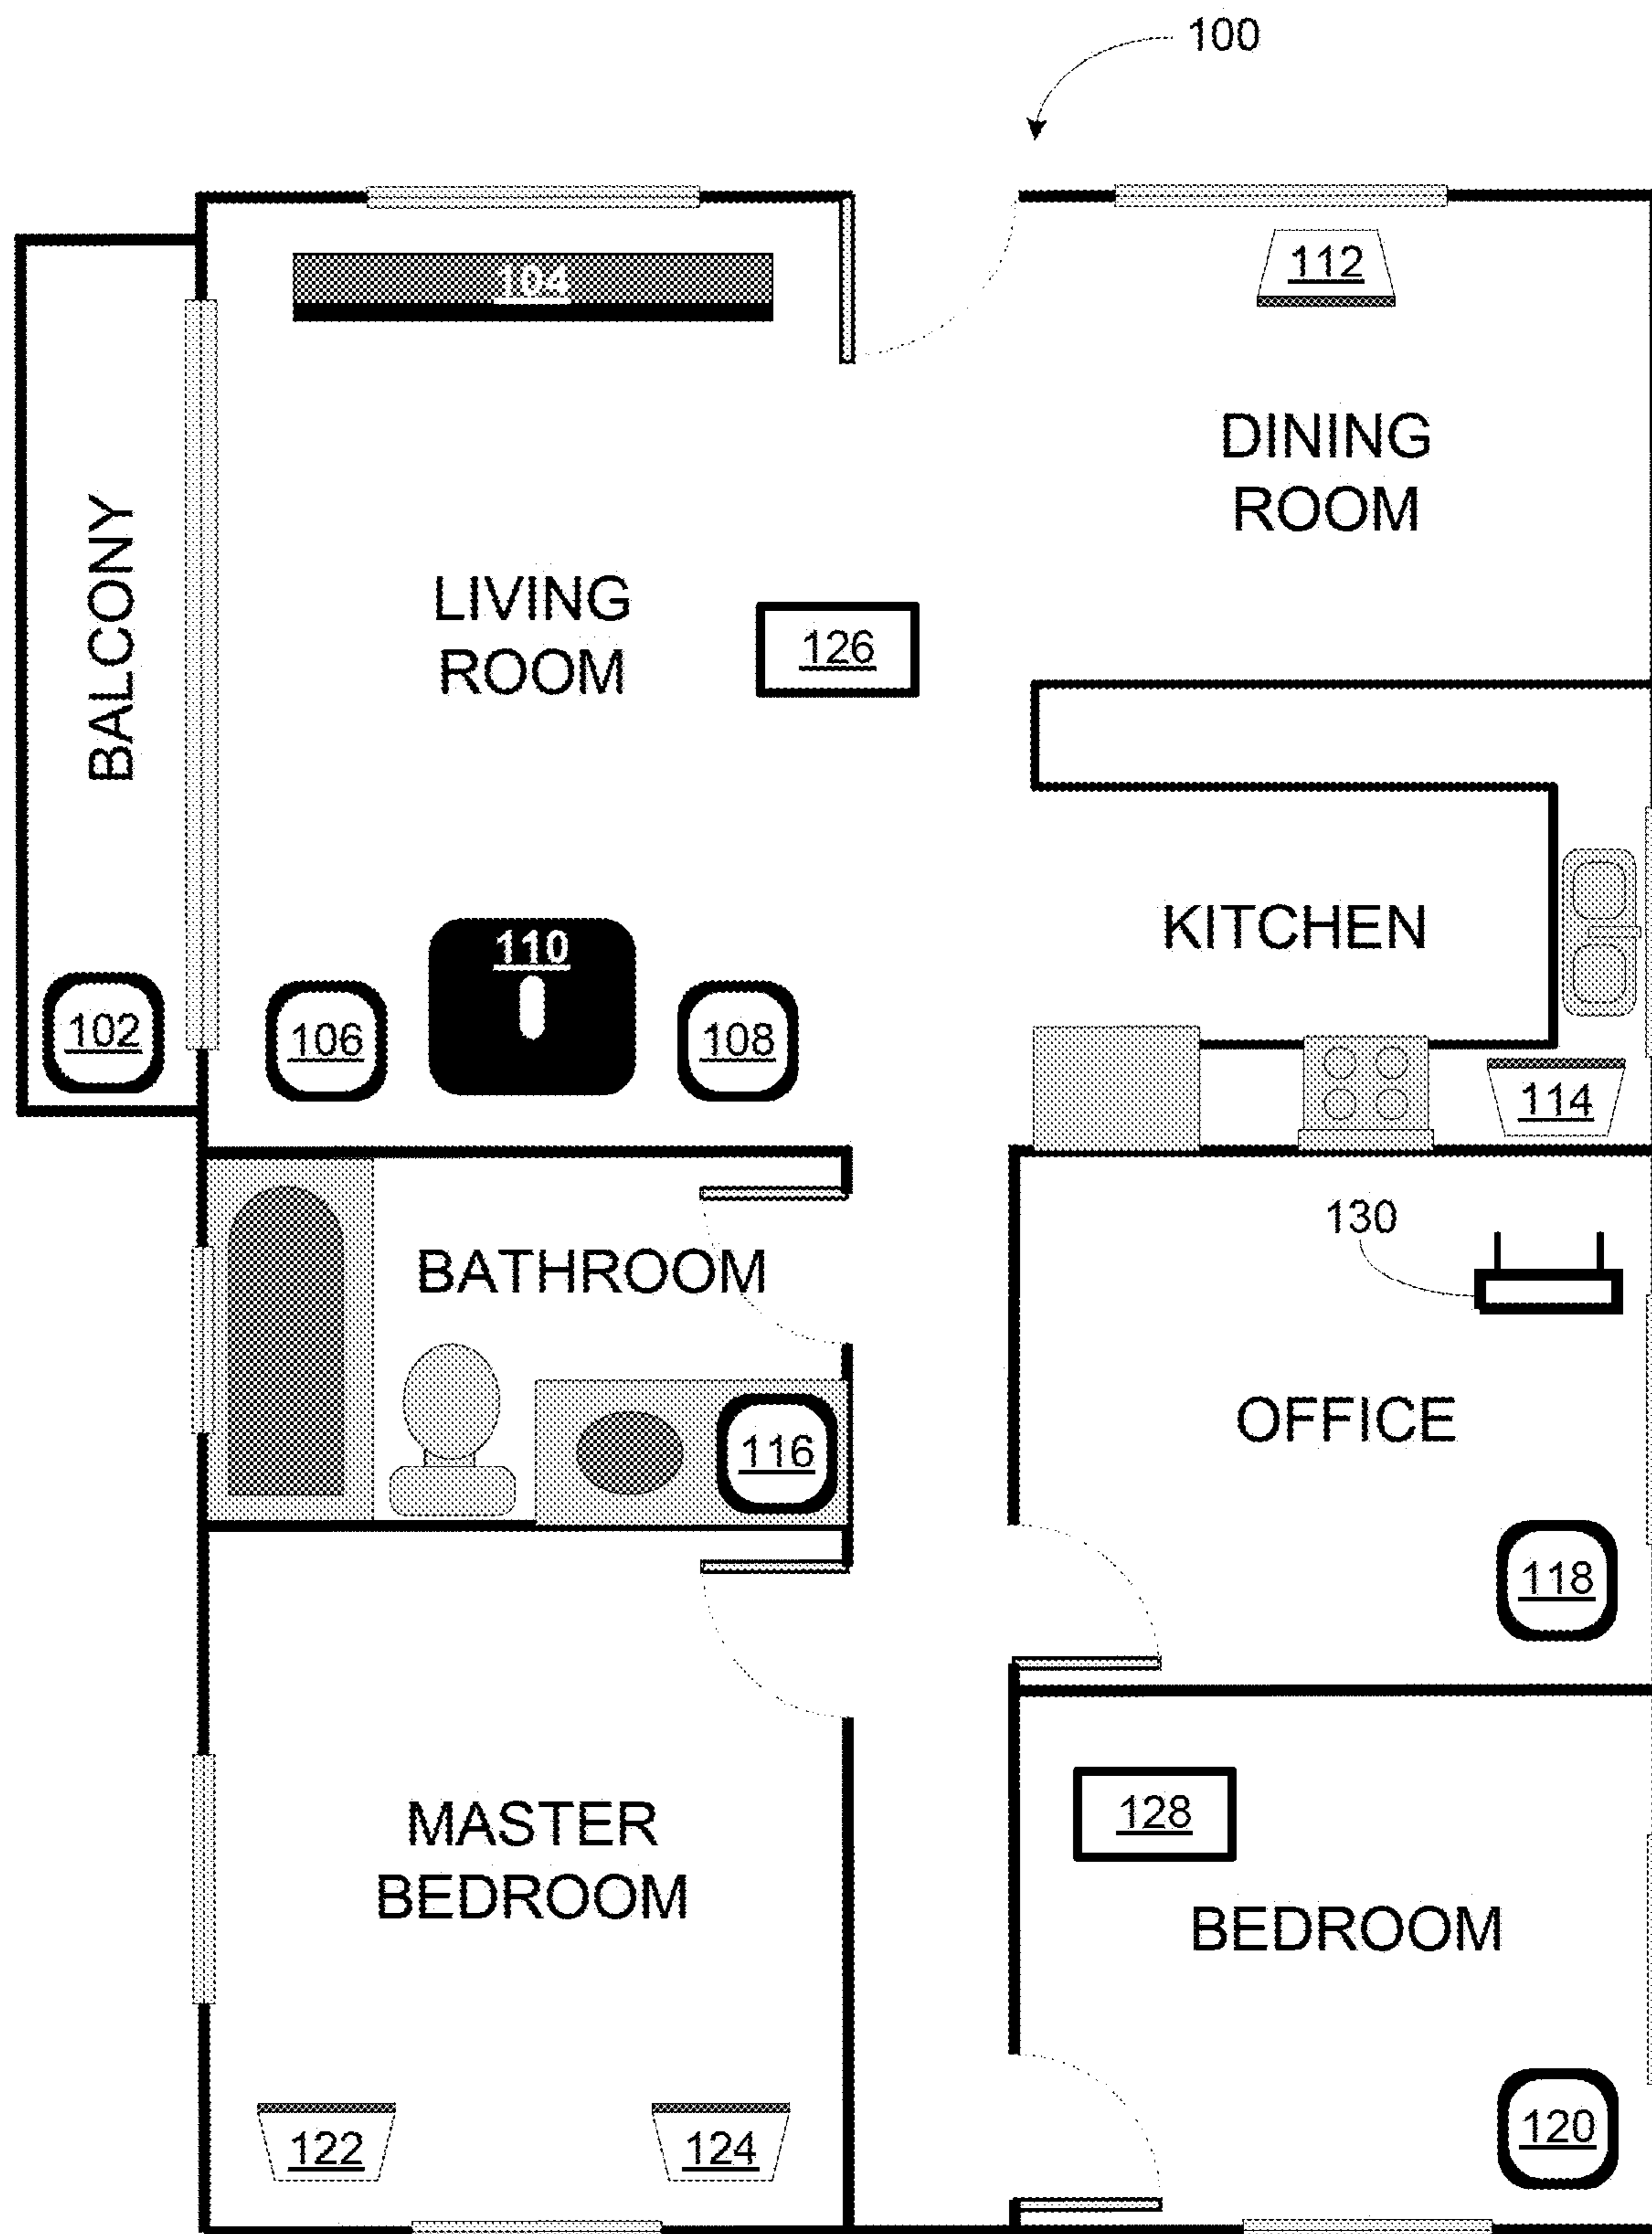 100
104
112
DINING
ROOM
BALCONY
LIVING
ROOM
126
KITCHEN
110
102
106
108
114
130
BATHROOM
OFFICE
116
118
MASTER
BEDROOM
128
BEDROOM
122
124
120